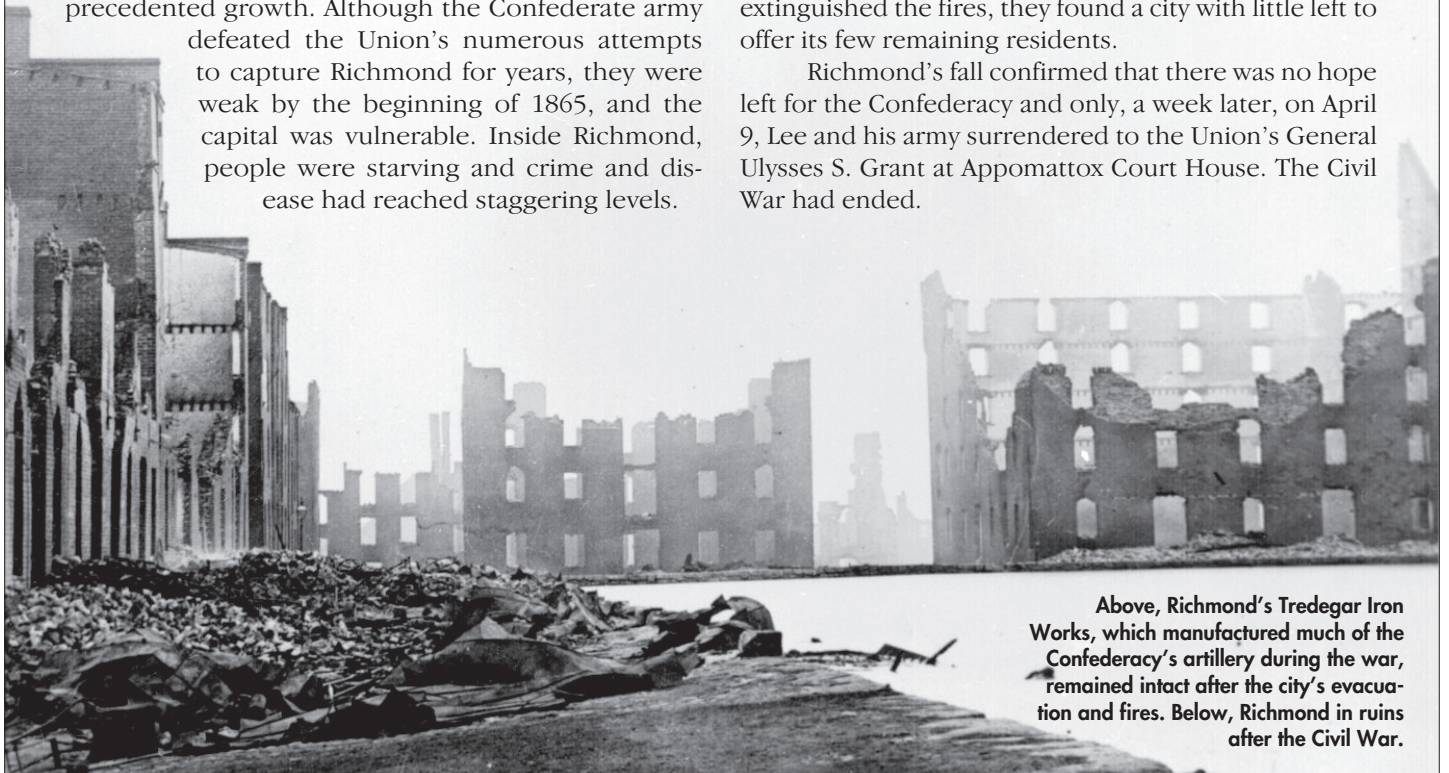 precedented growth. Although the Confederate army
defeated the Union's numerous attempts
to capture Richmond for years, they were
weak by the beginning of 1865, and the
capital was vulnerable. Inside Richmond,
people were starving and crime and dis-
ease had reached staggering levels.
extinguished the fires, they found a city with little left to
offer its few remaining residents.
Richmond's fall confirmed that there was no hope
left for the Confederacy and only, a week later, on April
9, Lee and his army surrendered to the Union's General
Ulysses S. Grant at Appomattox Court House. The Civil
War had ended.
Above, Richmond's Tredegar Iron
Works, which manufactured much of the
Confederacy's artillery during the war,
remained intact after the city's evacua-
tion and fires. Below, Richmond in ruins
after the Civil War.